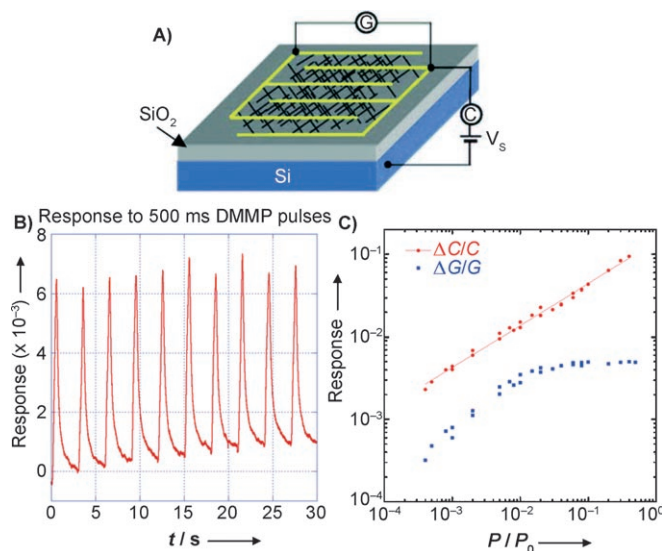 A)
G
C
V_S
SiO₂
Si
B) Response to 500 ms DMMP pulses
Response (x 10⁻³) ⟶
8
6
4
2
0
0 5 10 15 20 25 30
t / s ⟶
C)
ΔC/C
ΔG/G
Response ⟶
10⁻¹
10⁻²
10⁻³
10⁻⁴
10⁻⁴ 10⁻³ 10⁻² 10⁻¹ 10⁰
P / P₀ ⟶